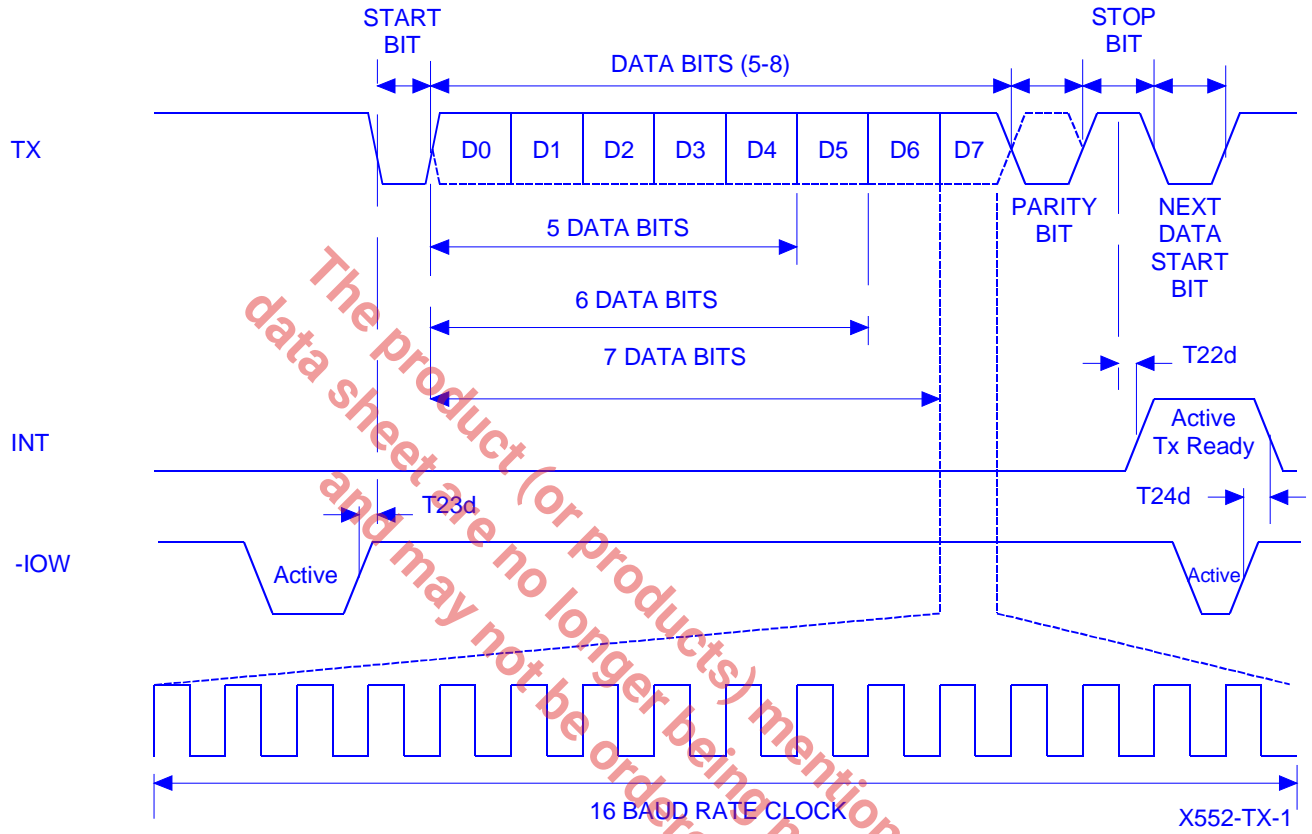 START
BIT
DATA BITS (5-8)
STOP
BIT
TX
D0 D1 D2 D3 D4 D5 D6 D7
PARITY
BIT
NEXT
DATA
START
BIT
5 DATA BITS
6 DATA BITS
7 DATA BITS
T22d
INT
Active
Tx Ready
T23d
T24d
-IOW
Active
Active
16 BAUD RATE CLOCK
X552-TX-1
The product (or products) mention
data sheet are no longer being
and may not be ordere